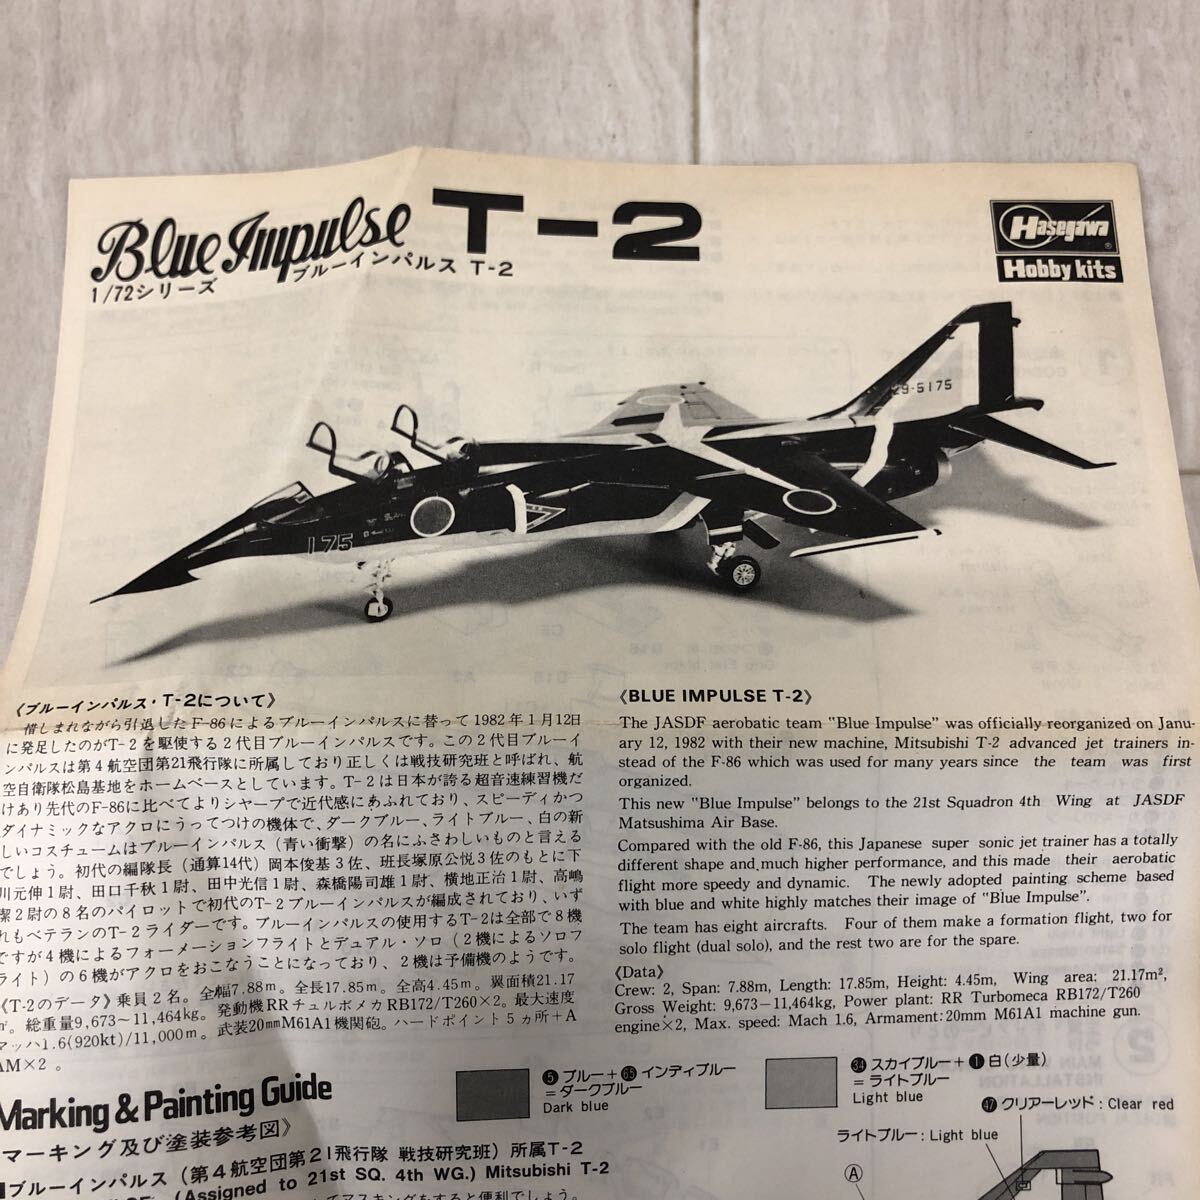 Blue Impulse T-2
ブルーインパルス T-2
1/72シリーズ
Hasegawa
Hobby kits
29-5175
175
《ブルーインパルス・T-2について》
惜しまれながら引退したF-86によるブルーインパルスに替って1982年1月12日
に発足したのがT-2を駆使する2代目ブルーインパルスです。この2代目ブルーイ
ンパルスは第4航空団第21飛行隊に所属しており正しくは戦技研究班と呼ばれ、航
空自衛隊松島基地をホームベースとしています。T-2は日本が誇る超音速練習機だ
けあり先代のF-86に比べてよりシャープで近代感にあふれており、スピーディかつ
ダイナミックなアクロにうってつけの機体で、ダークブルー、ライトブルー、白の新
しいコスチュームはブルーインパルス（青い衝撃）の名にふさわしいものと言える
でしょう。初代の編隊長（通算14代）岡本俊基3佐、班長塚原公悦3佐のもとに下
川元伸1尉、田口千秋1尉、田中光信1尉、森橋陽司雄1尉、横地正治1尉、高嶋
潔2尉の8名のパイロットで初代のT-2ブルーインパルスが編成されており、いず
れもベテランのT-2ライダーです。ブルーインパルスの使用するT-2は全部で8機
ですが4機によるフォーメーションフライトとデュアル・ソロ（2機によるソロフ
ライト）の6機がアクロをおこなうことになっており、2機は予備機のようです。
《T-2のデータ》乗員2名。全幅7.88m。全長17.85m。全高4.45m。翼面積21.17
㎡。総重量9,673〜11,464kg。発動機RRチュルボメカRB172/T260×2。最大速度
マッハ1.6(920kt)/11,000m。武装20mmM61A1機関砲。ハードポイント5ヵ所+A
AM×2。
《BLUE IMPULSE T-2》
The JASDF aerobatic team "Blue Impulse" was officially reorganized on Janu-
ary 12, 1982 with their new machine, Mitsubishi T-2 advanced jet trainers in-
stead of the F-86 which was used for many years since the team was first
organized.
This new "Blue Impulse" belongs to the 21st Squadron 4th Wing at JASDF
Matsushima Air Base.
Compared with the old F-86, this Japanese super sonic jet trainer has a totally
different shape and much higher performance, and this made their aerobatic
flight more speedy and dynamic. The newly adopted painting scheme based
with blue and white highly matches their image of "Blue Impulse".
The team has eight aircrafts. Four of them make a formation flight, two for
solo flight (dual solo), and the rest two are for the spare.
《Data》
Crew: 2, Span: 7.88m, Length: 17.85m, Height: 4.45m, Wing area: 21.17m²,
Gross Weight: 9,673-11,464kg, Power plant: RR Turbomeca RB172/T260
engine×2, Max. speed: Mach 1.6, Armament: 20mm M61A1 machine gun.
Marking & Painting Guide
マーキング及び塗装参考図》
5 ブルー+65 インディブルー
=ダークブルー
Dark blue
34 スカイブルー+1 白(少量)
=ライトブルー
Light blue
47 クリアーレッド : Clear red
ライトブルー : Light blue
A
■ブルーインパルス（第4航空団第21飛行隊 戦技研究班）所属T-2
(Assigned to 21st SQ. 4th WG.) Mitsubishi T-2
てマスキングをすると便利でしょう。